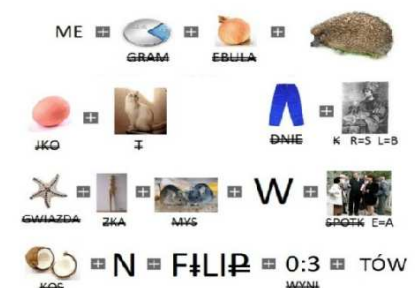 ME + + +
GRAM EBULA
+ +
JKO T DNIE K R=S L=B
+ + + W +
GWIAZDA ZKA MYS SPOTK E=A
+ N + FILIP + 0:3 + TÓW
KOS WYNI